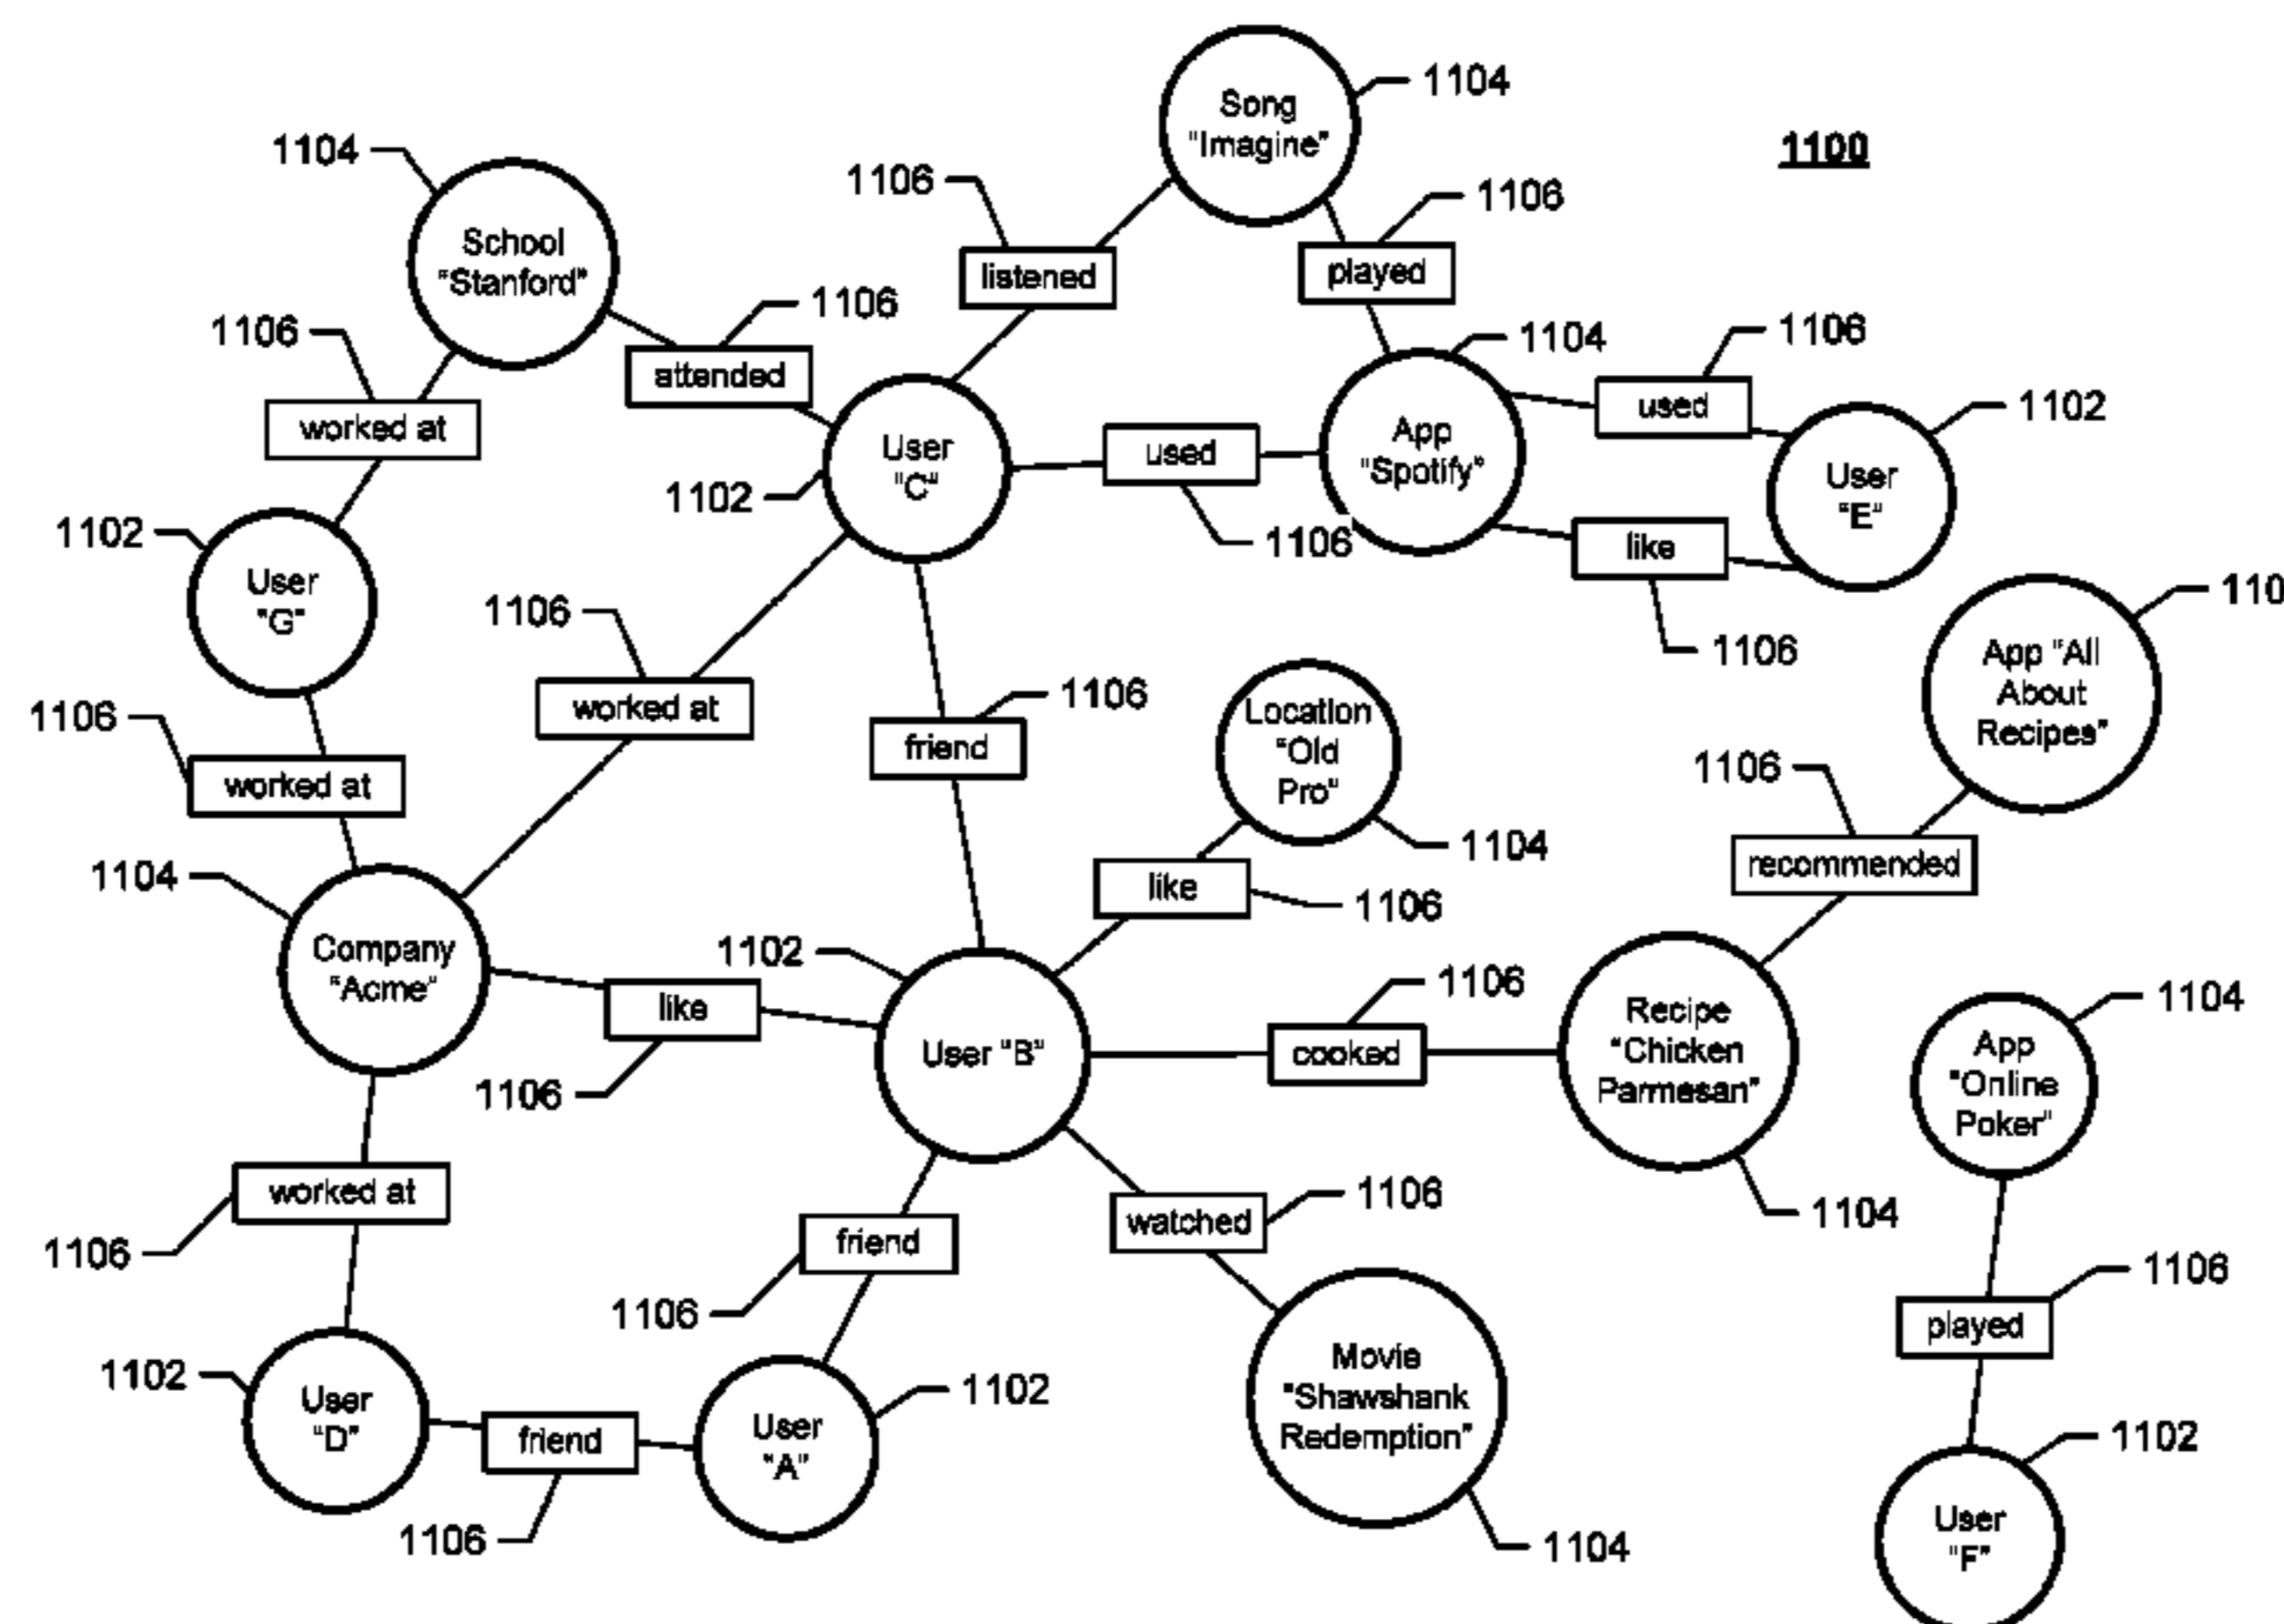 1104
Song
"Imagine"
1100
1104
School
"Stanford"
1106
listened
1106
played
1106
attended
1106
worked at
1104
App
"Spotify"
1106
used
1102
User
"E"
1102
User
"C"
used
1106
like
1106
1102
User
"G"
1106
worked at
1106
worked at
1106
friend
Location
"Old
Pro"
1104
110
App "All
About
Recipes"
1106
recommended
1104
Company
"Acme"
1106
like
1102
User "B"
like
1106
1106
cooked
Recipe
"Chicken
Parmesan"
1104
1104
App
"Online
Poker"
worked at
1106
friend
1106
watched
1106
1106
played
1102
User
"D"
friend
1106
1102
User
"A"
Movie
"Shawshank
Redemption"
1104
1102
User
"F"